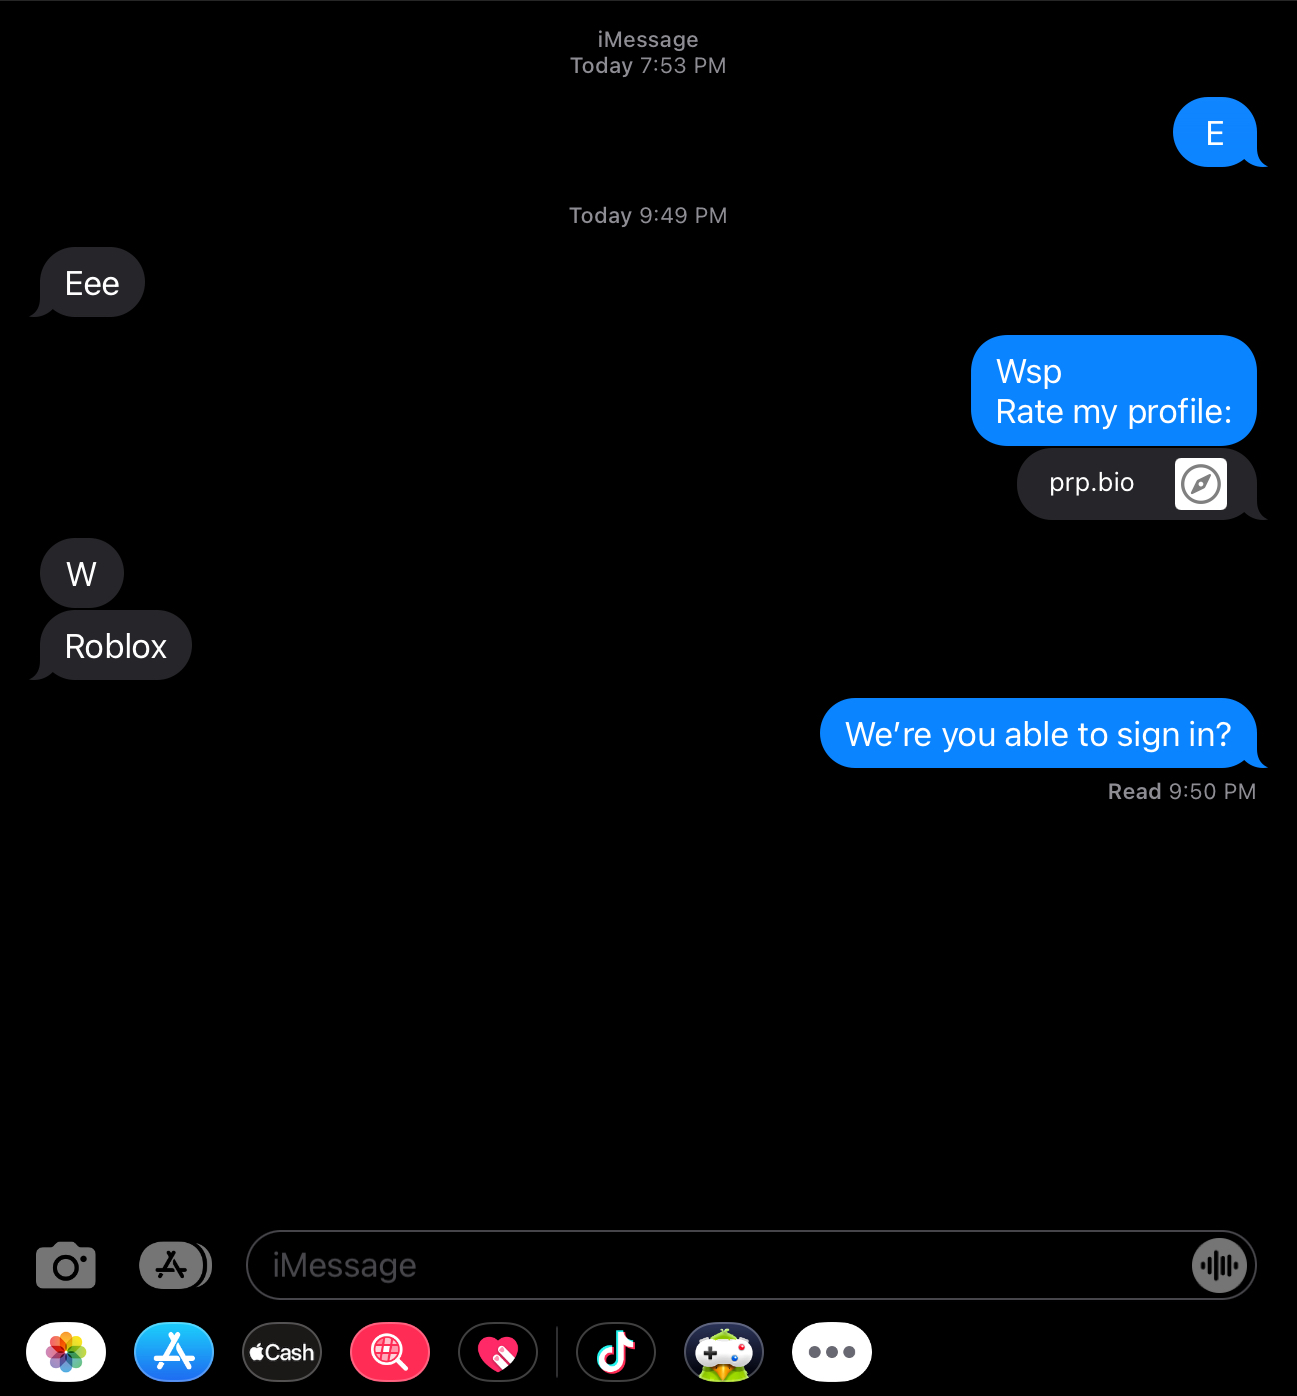 iMessage
Today 7:53 PM
E
Today 9:49 PM
Eee
Wsp
Rate my profile:
prp.bio
W
Roblox
We’re you able to sign in?
Read 9:50 PM
iMessage
Cash